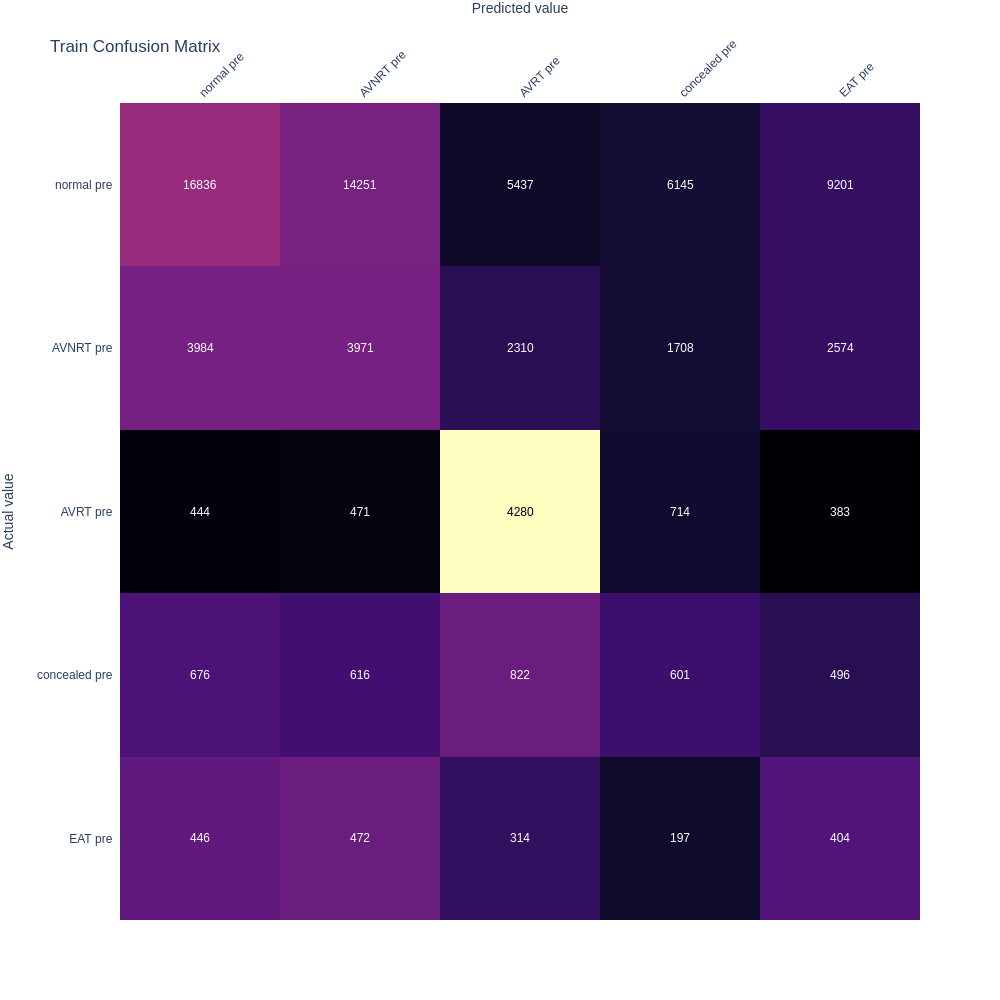 Predicted value
Train Confusion Matrix
normal pre AVNRT pre AVRT pre concealed pre EAT pre
normal pre 16836 14251 5437 6145 9201
AVNRT pre 3984 3971 2310 1708 2574
Actual value
AVRT pre 444 471 4280 714 383
concealed pre 676 616 822 601 496
EAT pre 446 472 314 197 404